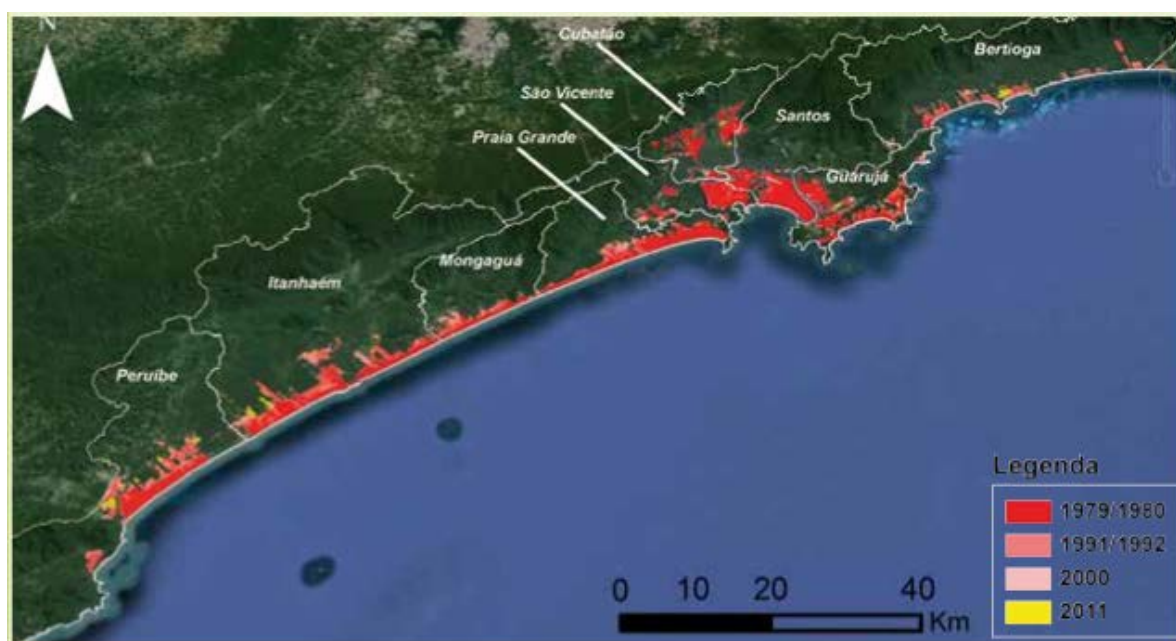 N
Cubatão
Bertioga
São Vicente
Santos
Praia Grande
Guarujá
Mongaguá
Itanhaém
Peruíbe
Legenda
1979/1980
1991/1992
2000
2011
0 10 20 40
Km